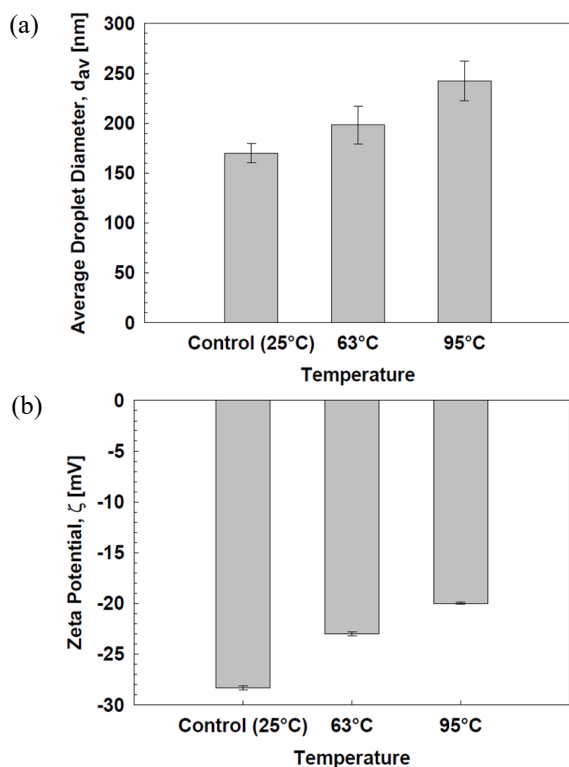 (a)
Average Droplet Diameter, dav [nm]
300
250
200
150
100
50
0
Control (25°C) 63°C 95°C
Temperature
(b)
Zeta Potential, ζ [mV]
0
-5
-10
-15
-20
-25
-30
Control (25°C) 63°C 95°C
Temperature